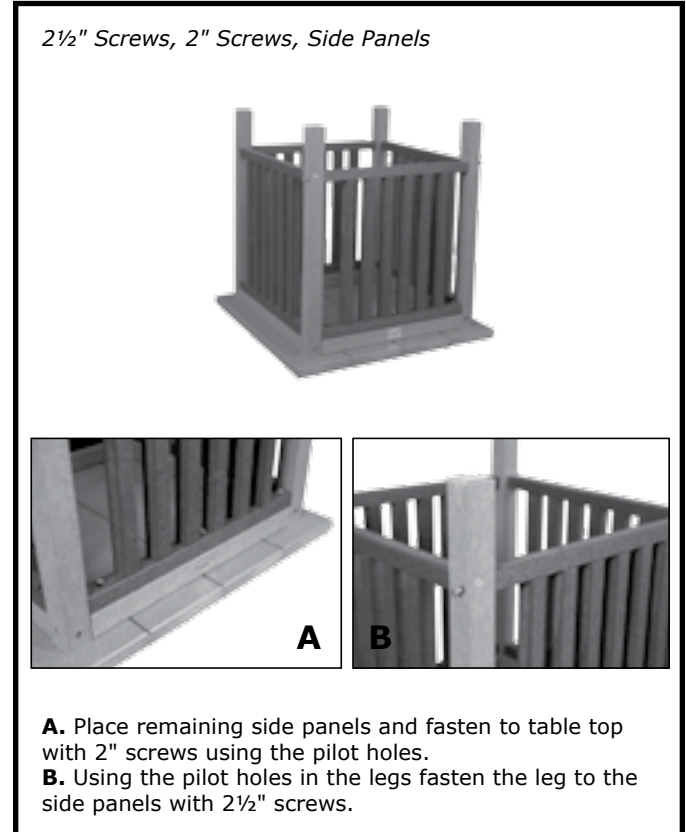 2½" Screws, 2" Screws, Side Panels
A
B
A. Place remaining side panels and fasten to table top
with 2" screws using the pilot holes.
B. Using the pilot holes in the legs fasten the leg to the
side panels with 2½" screws.